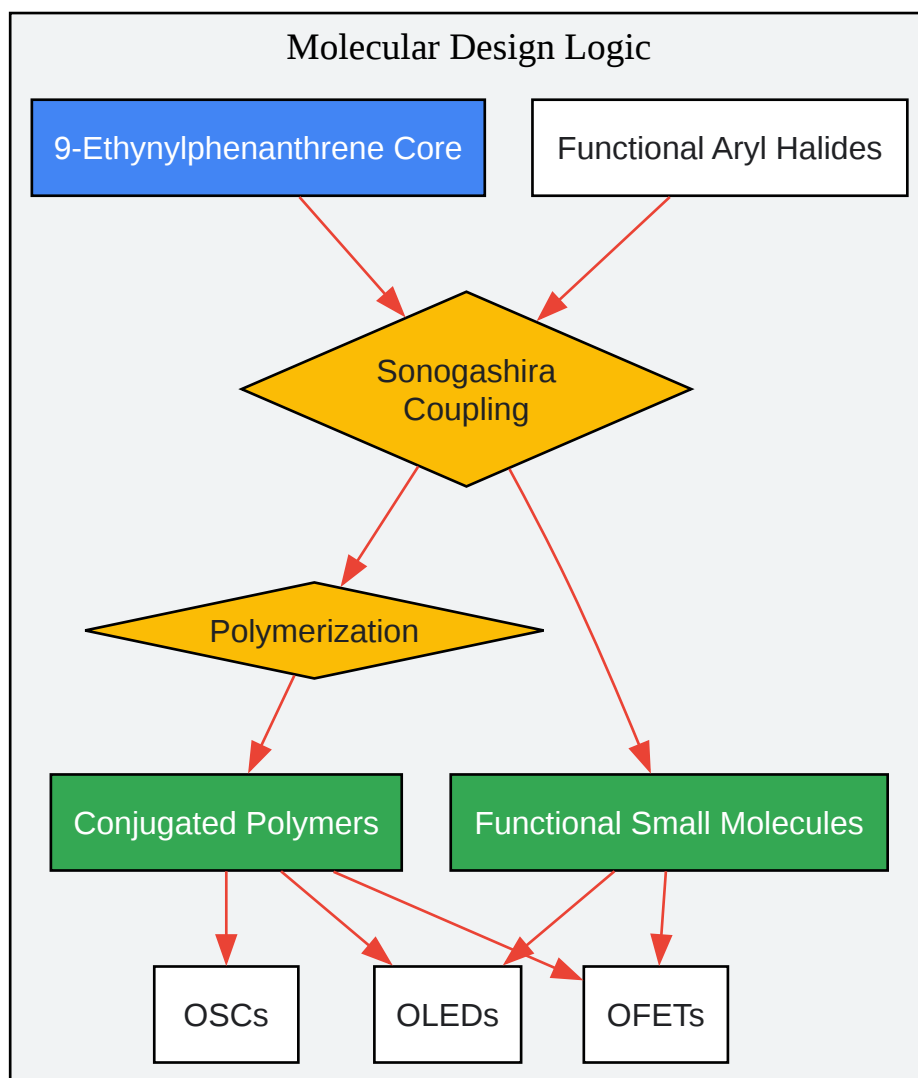 Molecular Design Logic
9-Ethynylphenanthrene Core
Functional Aryl Halides
Sonogashira
Coupling
Polymerization
Conjugated Polymers
Functional Small Molecules
OSCs
OLEDs
OFETs